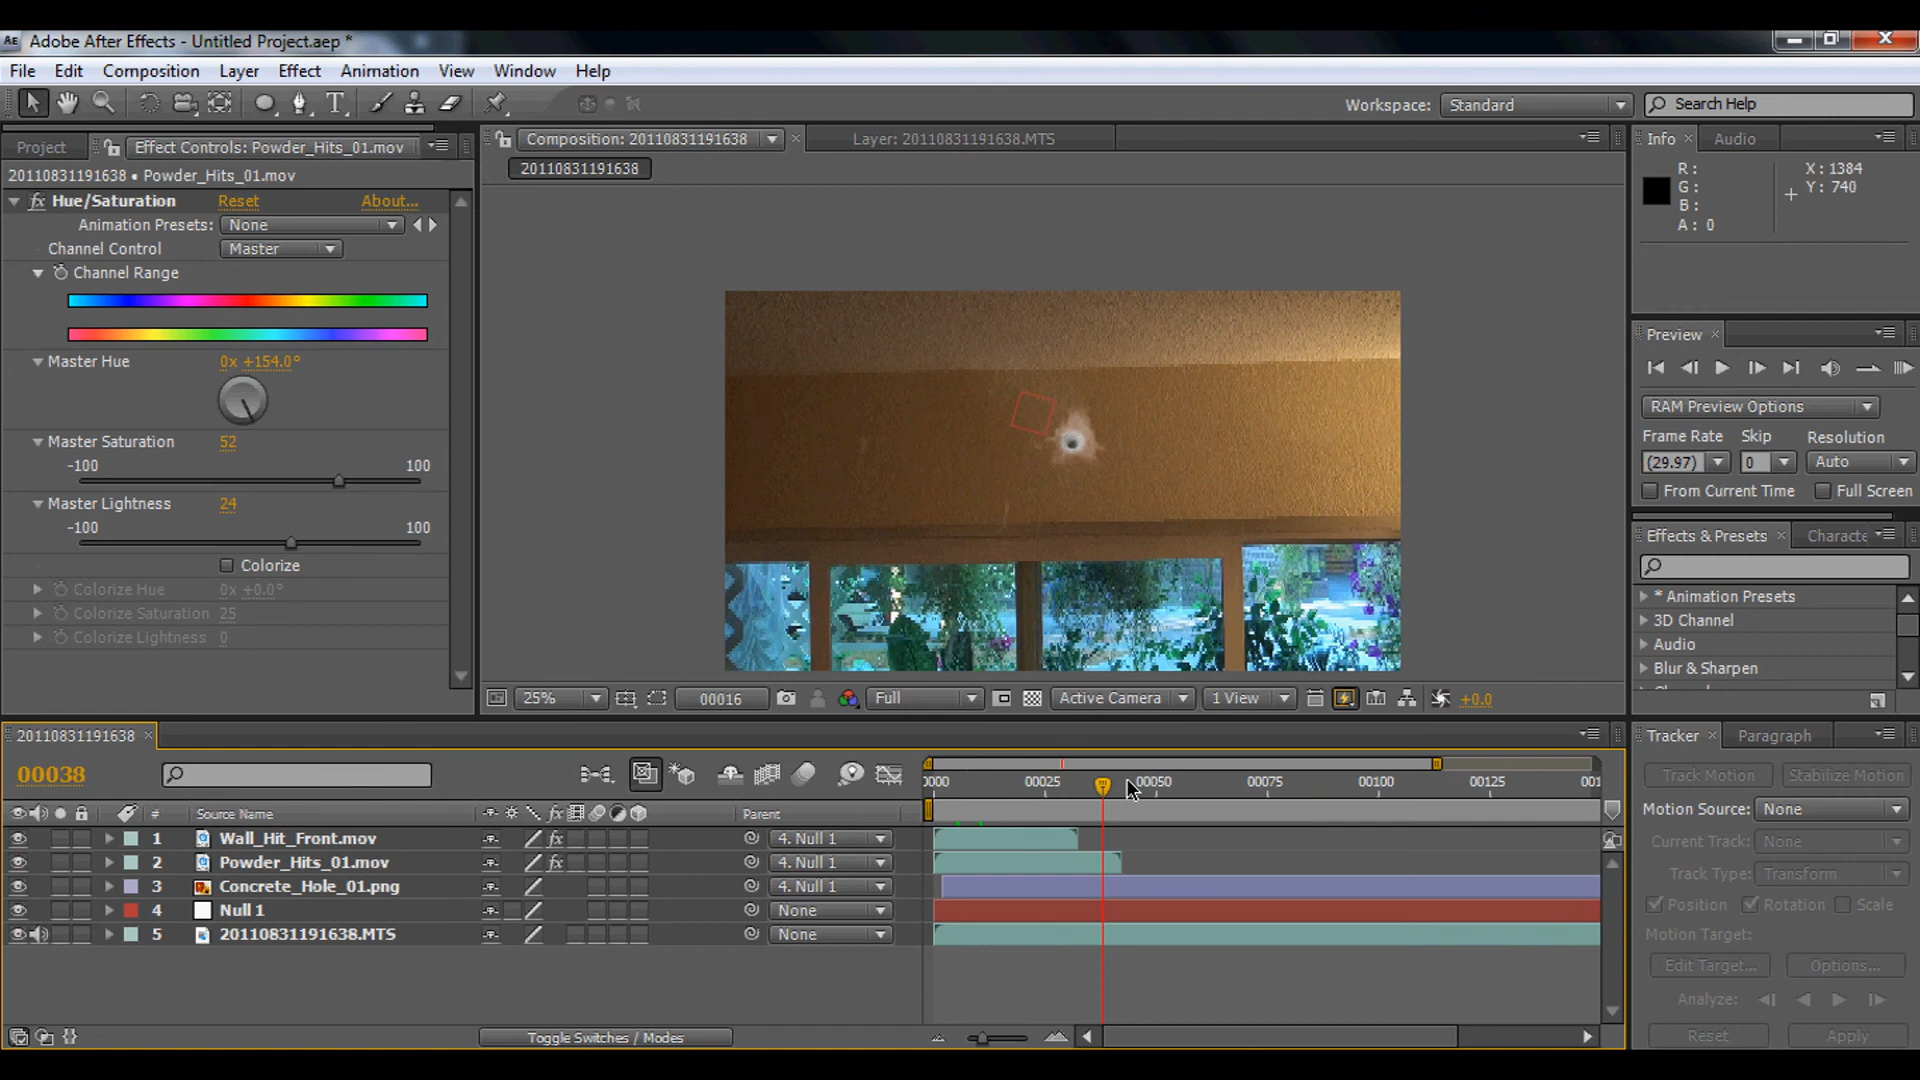 Adobe After Effects - Untitled Project.aep *
File Edit Composition Layer Effect Animation View Window Help
Workspace: Standard Search Help
Project Effect Controls: Powder_Hits_01.mov
20110831191638 • Powder_Hits_01.mov
Hue/Saturation Reset About...
Animation Presets: None
Channel Control Master
Channel Range
Master Hue 0x +154.0°
Master Saturation 52
-100 100
Master Lightness 24
-100 100
Colorize
Colorize Hue 0x +0.0°
Colorize Saturation 25
Colorize Lightness 0
Composition: 20110831191638 Layer: 20110831191638.MTS
20110831191638
25% 00016 Full Active Camera 1 View +0.0
Info Audio
R: X: 1384
G: Y: 740
B:
A: 0
Preview
RAM Preview Options
Frame Rate Skip Resolution
(29.97) 0 Auto
From Current Time Full Screen
Effects & Presets Characte
* Animation Presets
3D Channel
Audio
Blur & Sharpen
20110831191638
00038
0000 00025 00050 00075 00100 00125 001
# Source Name Parent
1 Wall_Hit_Front.mov 4. Null 1
2 Powder_Hits_01.mov 4. Null 1
3 Concrete_Hole_01.png 4. Null 1
4 Null 1 None
5 20110831191638.MTS None
Toggle Switches / Modes
Tracker Paragraph
Track Motion Stabilize Motion
Motion Source: None
Current Track: None
Track Type: Transform
Position Rotation Scale
Motion Target:
Edit Target... Options...
Analyze:
Reset Apply